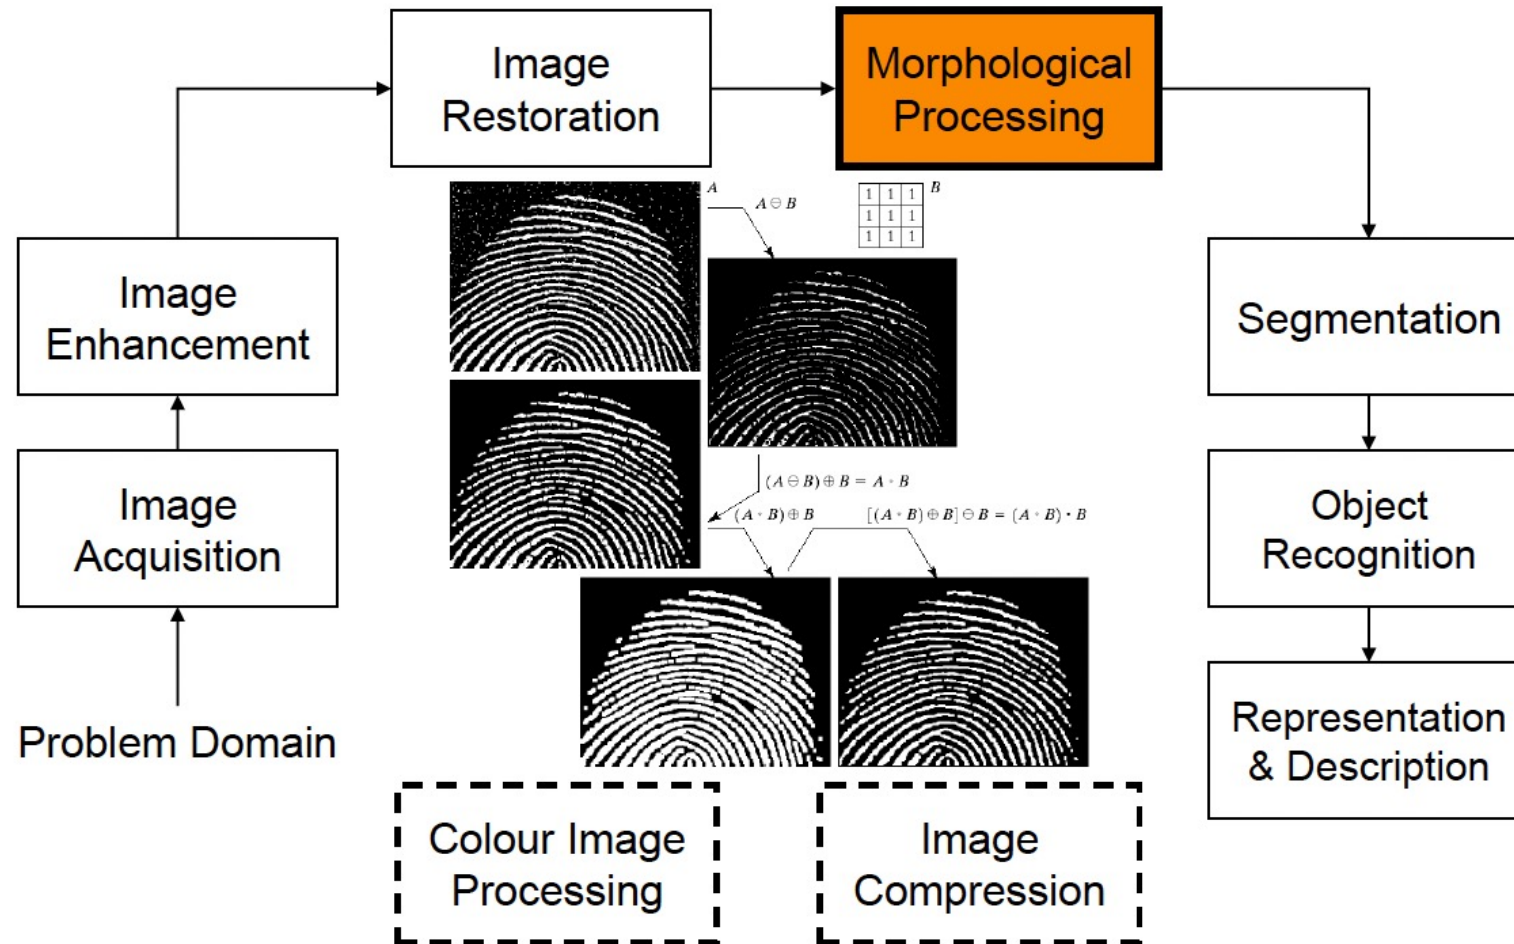 Image
Restoration
Morphological
Processing
A
A ⊖ B
1 1 1
1 1 1
1 1 1
B
Image
Enhancement
Segmentation
(A ⊖ B) ⊕ B = A ∘ B
(A ∘ B) ⊕ B
[(A ∘ B) ⊕ B] ⊖ B = (A ∘ B) • B
Image
Acquisition
Object
Recognition
Problem Domain
Representation
& Description
Colour Image
Processing
Image
Compression